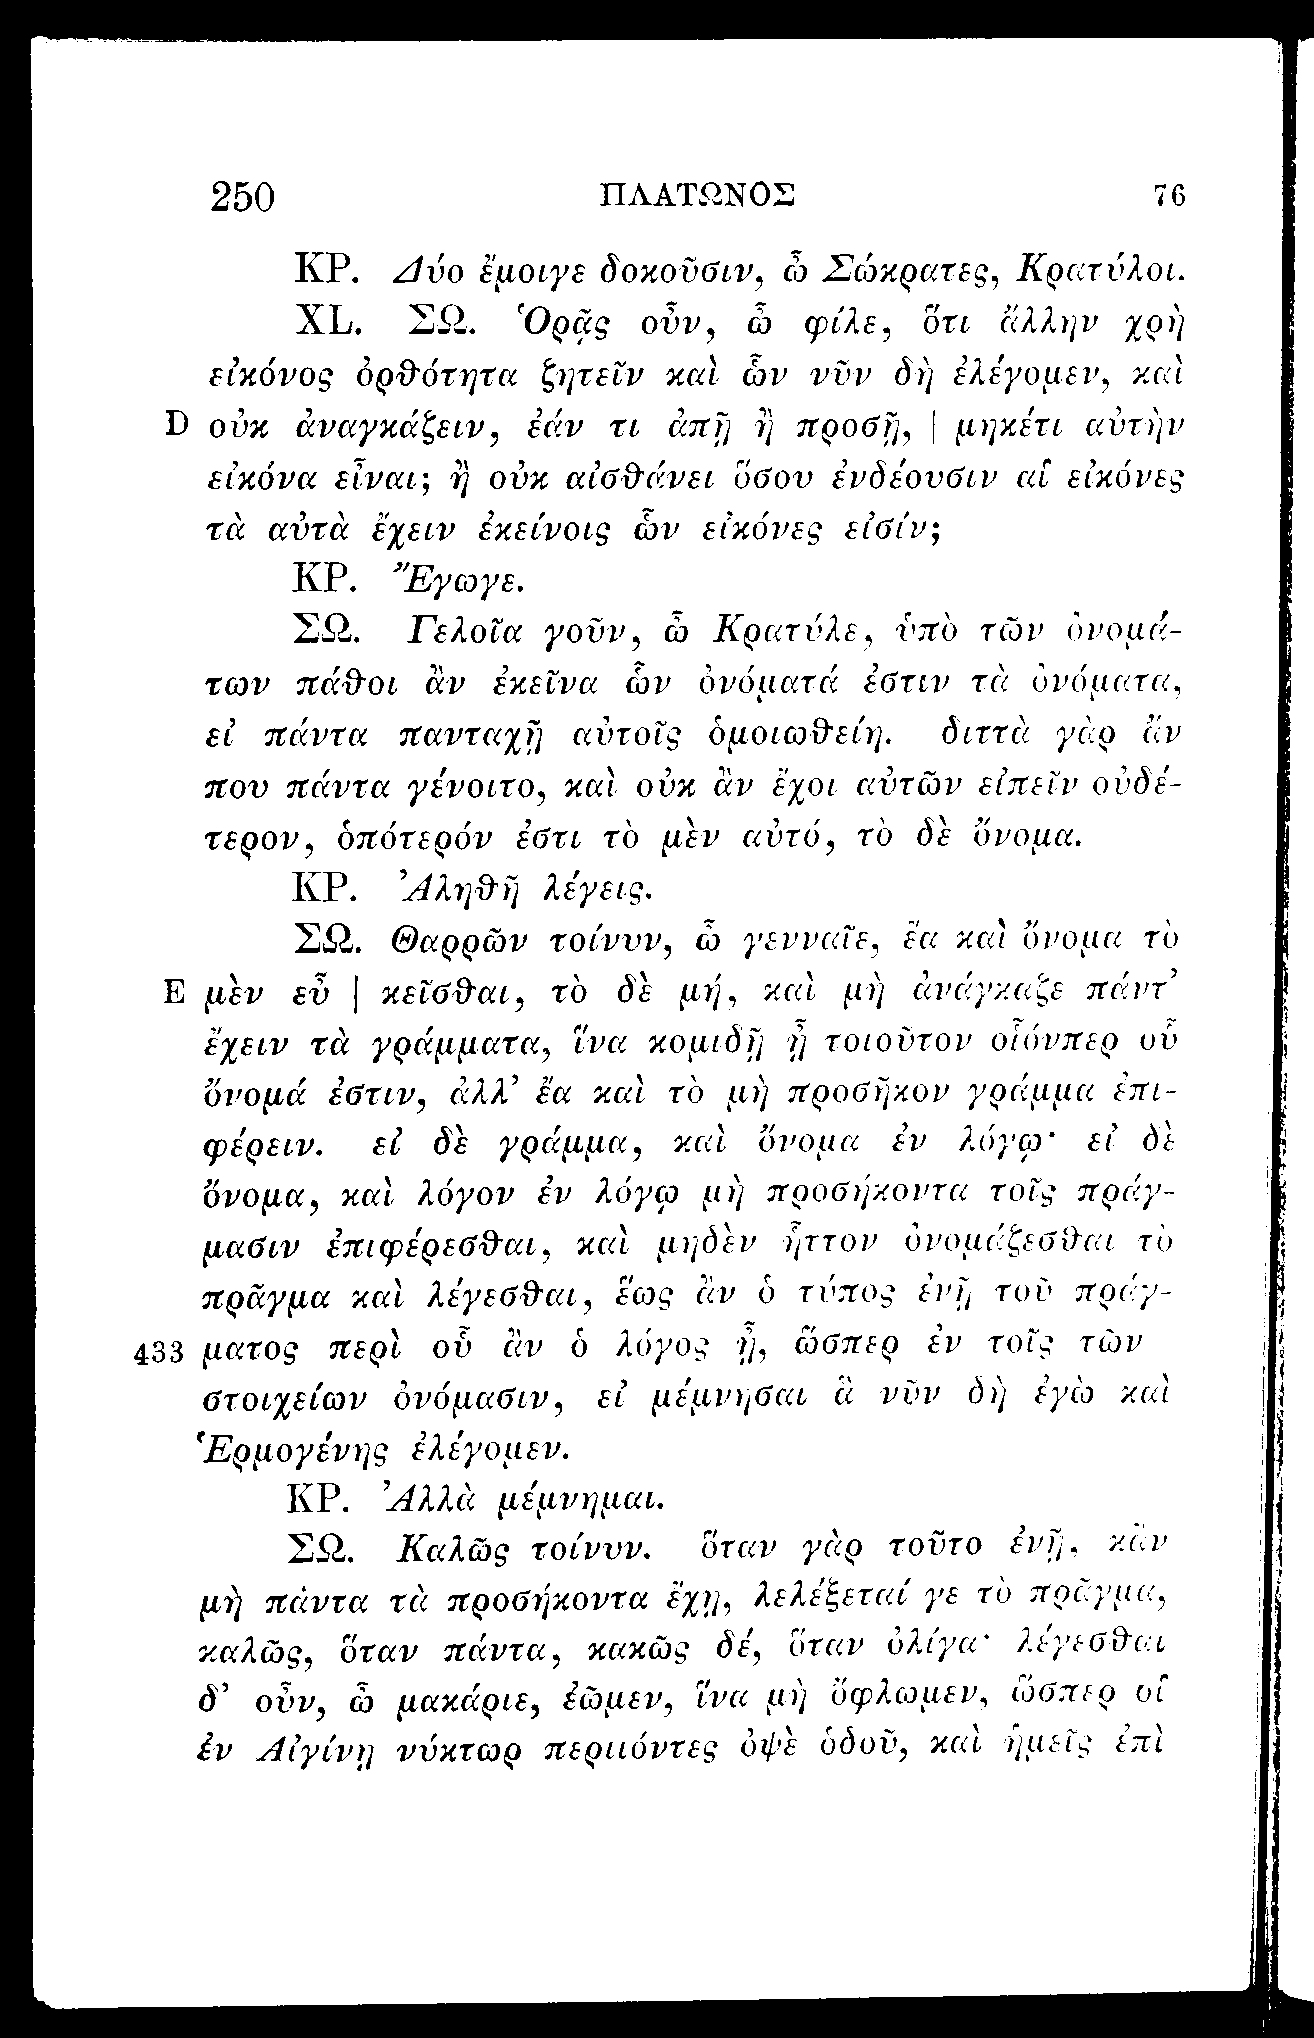 250 ΠΛΑΤΩΝΟΣ 76
ΚΡ. Δύο ἔμοιγε δοκοῦσιν, ὦ Σώκρατες, Κρατύλοι.
XL. ΣΩ. Ὁρᾷς οὖν, ὦ φίλε, ὅτι ἄλλην χρὴ
εἰκόνος ὀρθότητα ζητεῖν καὶ ὧν νῦν δὴ ἐλέγομεν, καὶ
D οὐκ ἀναγκάζειν, ἐάν τι ἀπῇ ἢ προσῇ, | μηκέτι αὐτὴν
εἰκόνα εἶναι; ἢ οὐκ αἰσθάνει ὅσου ἐνδέουσιν αἱ εἰκόνες
τὰ αὐτὰ ἔχειν ἐκείνοις ὧν εἰκόνες εἰσίν;
ΚΡ. Ἔγωγε.
ΣΩ. Γελοῖα γοῦν, ὦ Κρατύλε, ὑπὸ τῶν ὀνομά-
των πάθοι ἂν ἐκεῖνα ὧν ὀνόματά ἐστιν τὰ ὀνόματα,
εἰ πάντα πανταχῇ αὐτοῖς ὁμοιωθείη. διττὰ γὰρ ἄν
που πάντα γένοιτο, καὶ οὐκ ἂν ἔχοι αὐτῶν εἰπεῖν οὐδέ-
τερον, ὁπότερόν ἐστι τὸ μὲν αὐτό, τὸ δὲ ὄνομα.
ΚΡ. Ἀληθῆ λέγεις.
ΣΩ. Θαρρῶν τοίνυν, ὦ γενναῖε, ἔα καὶ ὄνομα τὸ
E μὲν εὖ | κεῖσθαι, τὸ δὲ μή, καὶ μὴ ἀνάγκαζε πάντ’
ἔχειν τὰ γράμματα, ἵνα κομιδῇ ᾖ τοιοῦτον οἷόνπερ οὗ
ὄνομά ἐστιν, ἀλλ’ ἔα καὶ τὸ μὴ προσῆκον γράμμα ἐπι-
φέρειν. εἰ δὲ γράμμα, καὶ ὄνομα ἐν λόγῳ· εἰ δὲ
ὄνομα, καὶ λόγον ἐν λόγῳ μὴ προσήκοντα τοῖς πράγ-
μασιν ἐπιφέρεσθαι, καὶ μηδὲν ἧττον ὀνομάζεσθαι τὸ
πρᾶγμα καὶ λέγεσθαι, ἕως ἂν ὁ τύπος ἐνῇ τοῦ πράγ-
433 ματος περὶ οὗ ἂν ὁ λόγος ᾖ, ὥσπερ ἐν τοῖς τῶν
στοιχείων ὀνόμασιν, εἰ μέμνησαι ἃ νῦν δὴ ἐγὼ καὶ
Ἑρμογένης ἐλέγομεν.
ΚΡ. Ἀλλὰ μέμνημαι.
ΣΩ. Καλῶς τοίνυν. ὅταν γὰρ τοῦτο ἐνῇ, κἂν
μὴ πάντα τὰ προσήκοντα ἔχῃ, λελέξεταί γε τὸ πρᾶγμα,
καλῶς, ὅταν πάντα, κακῶς δέ, ὅταν ὀλίγα· λέγεσθαι
δ’ οὖν, ὦ μακάριε, ἐῶμεν, ἵνα μὴ ὄφλωμεν, ὥσπερ οἱ
ἐν Αἰγίνῃ νύκτωρ περιιόντες ὀψὲ ὁδοῦ, καὶ ἡμεῖς ἐπὶ